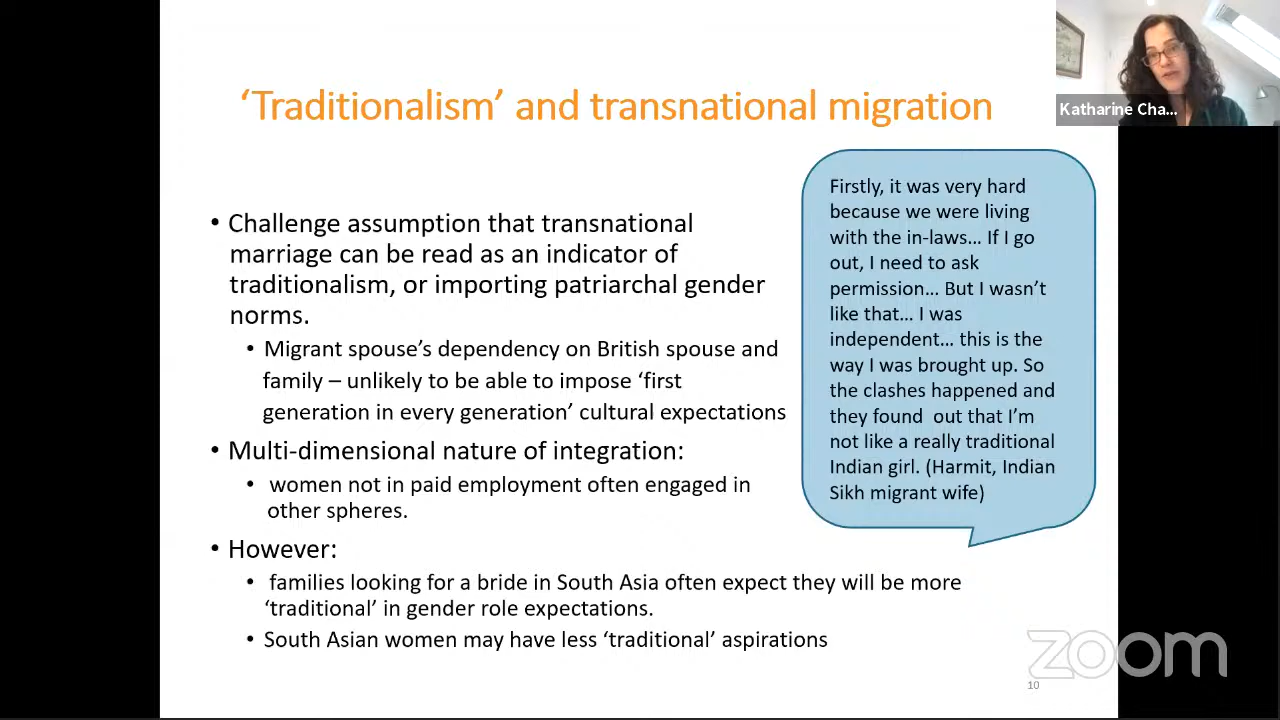 ‘Traditionalism’ and transnational migration
Katharine Cha...
• Challenge assumption that transnational
marriage can be read as an indicator of
traditionalism, or importing patriarchal gender
norms.
• Migrant spouse’s dependency on British spouse and
family – unlikely to be able to impose ‘first
generation in every generation’ cultural expectations
• Multi-dimensional nature of integration:
• women not in paid employment often engaged in
other spheres.
• However:
• families looking for a bride in South Asia often expect they will be more
‘traditional’ in gender role expectations.
• South Asian women may have less ‘traditional’ aspirations
Firstly, it was very hard
because we were living
with the in-laws... If I go
out, I need to ask
permission... But I wasn’t
like that... I was
independent... this is the
way I was brought up. So
the clashes happened and
they found out that I’m
not like a really traditional
Indian girl. (Harmit, Indian
Sikh migrant wife)
zoom
10